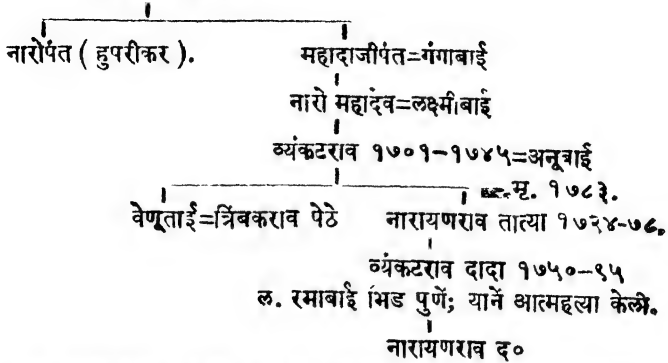 नारोपंत ( हुपरीकर ). महादाजीपंत=गंगाबाई
नारो महादेव=लक्ष्मीबाई
व्यंकटराव १७०१-१७४५=अनूबाई
मृ. १७८३.
वेणूताई=त्रिंबकराव पेठे नारायणराव तात्या १७२४-७८.
व्यंकटराव दादा १७५०-९५
ल. रमाबाई भिड पुणें; यानें आत्महत्या केली.
नारायणराव द०